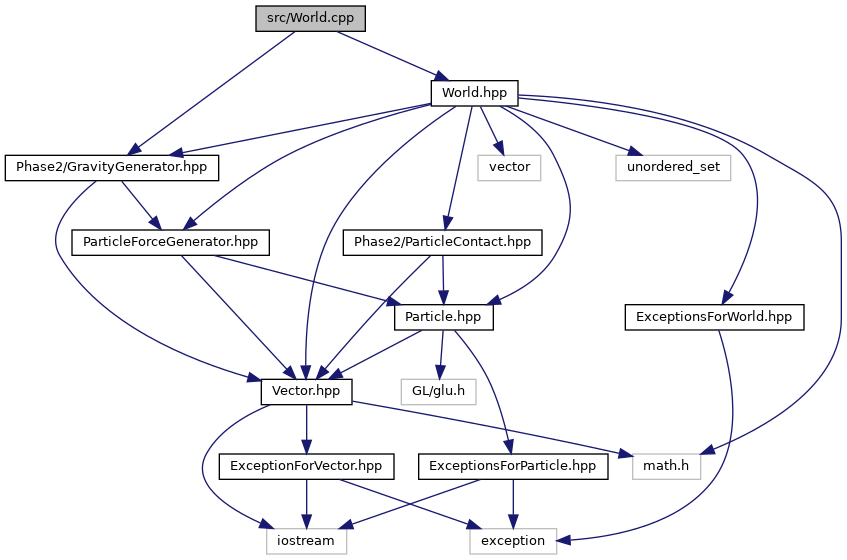 src/World.cpp
World.hpp
Phase2/GravityGenerator.hpp
vector
unordered_set
ParticleForceGenerator.hpp
Phase2/ParticleContact.hpp
Particle.hpp
ExceptionsForWorld.hpp
Vector.hpp
GL/glu.h
ExceptionForVector.hpp
ExceptionsForParticle.hpp
math.h
iostream
exception